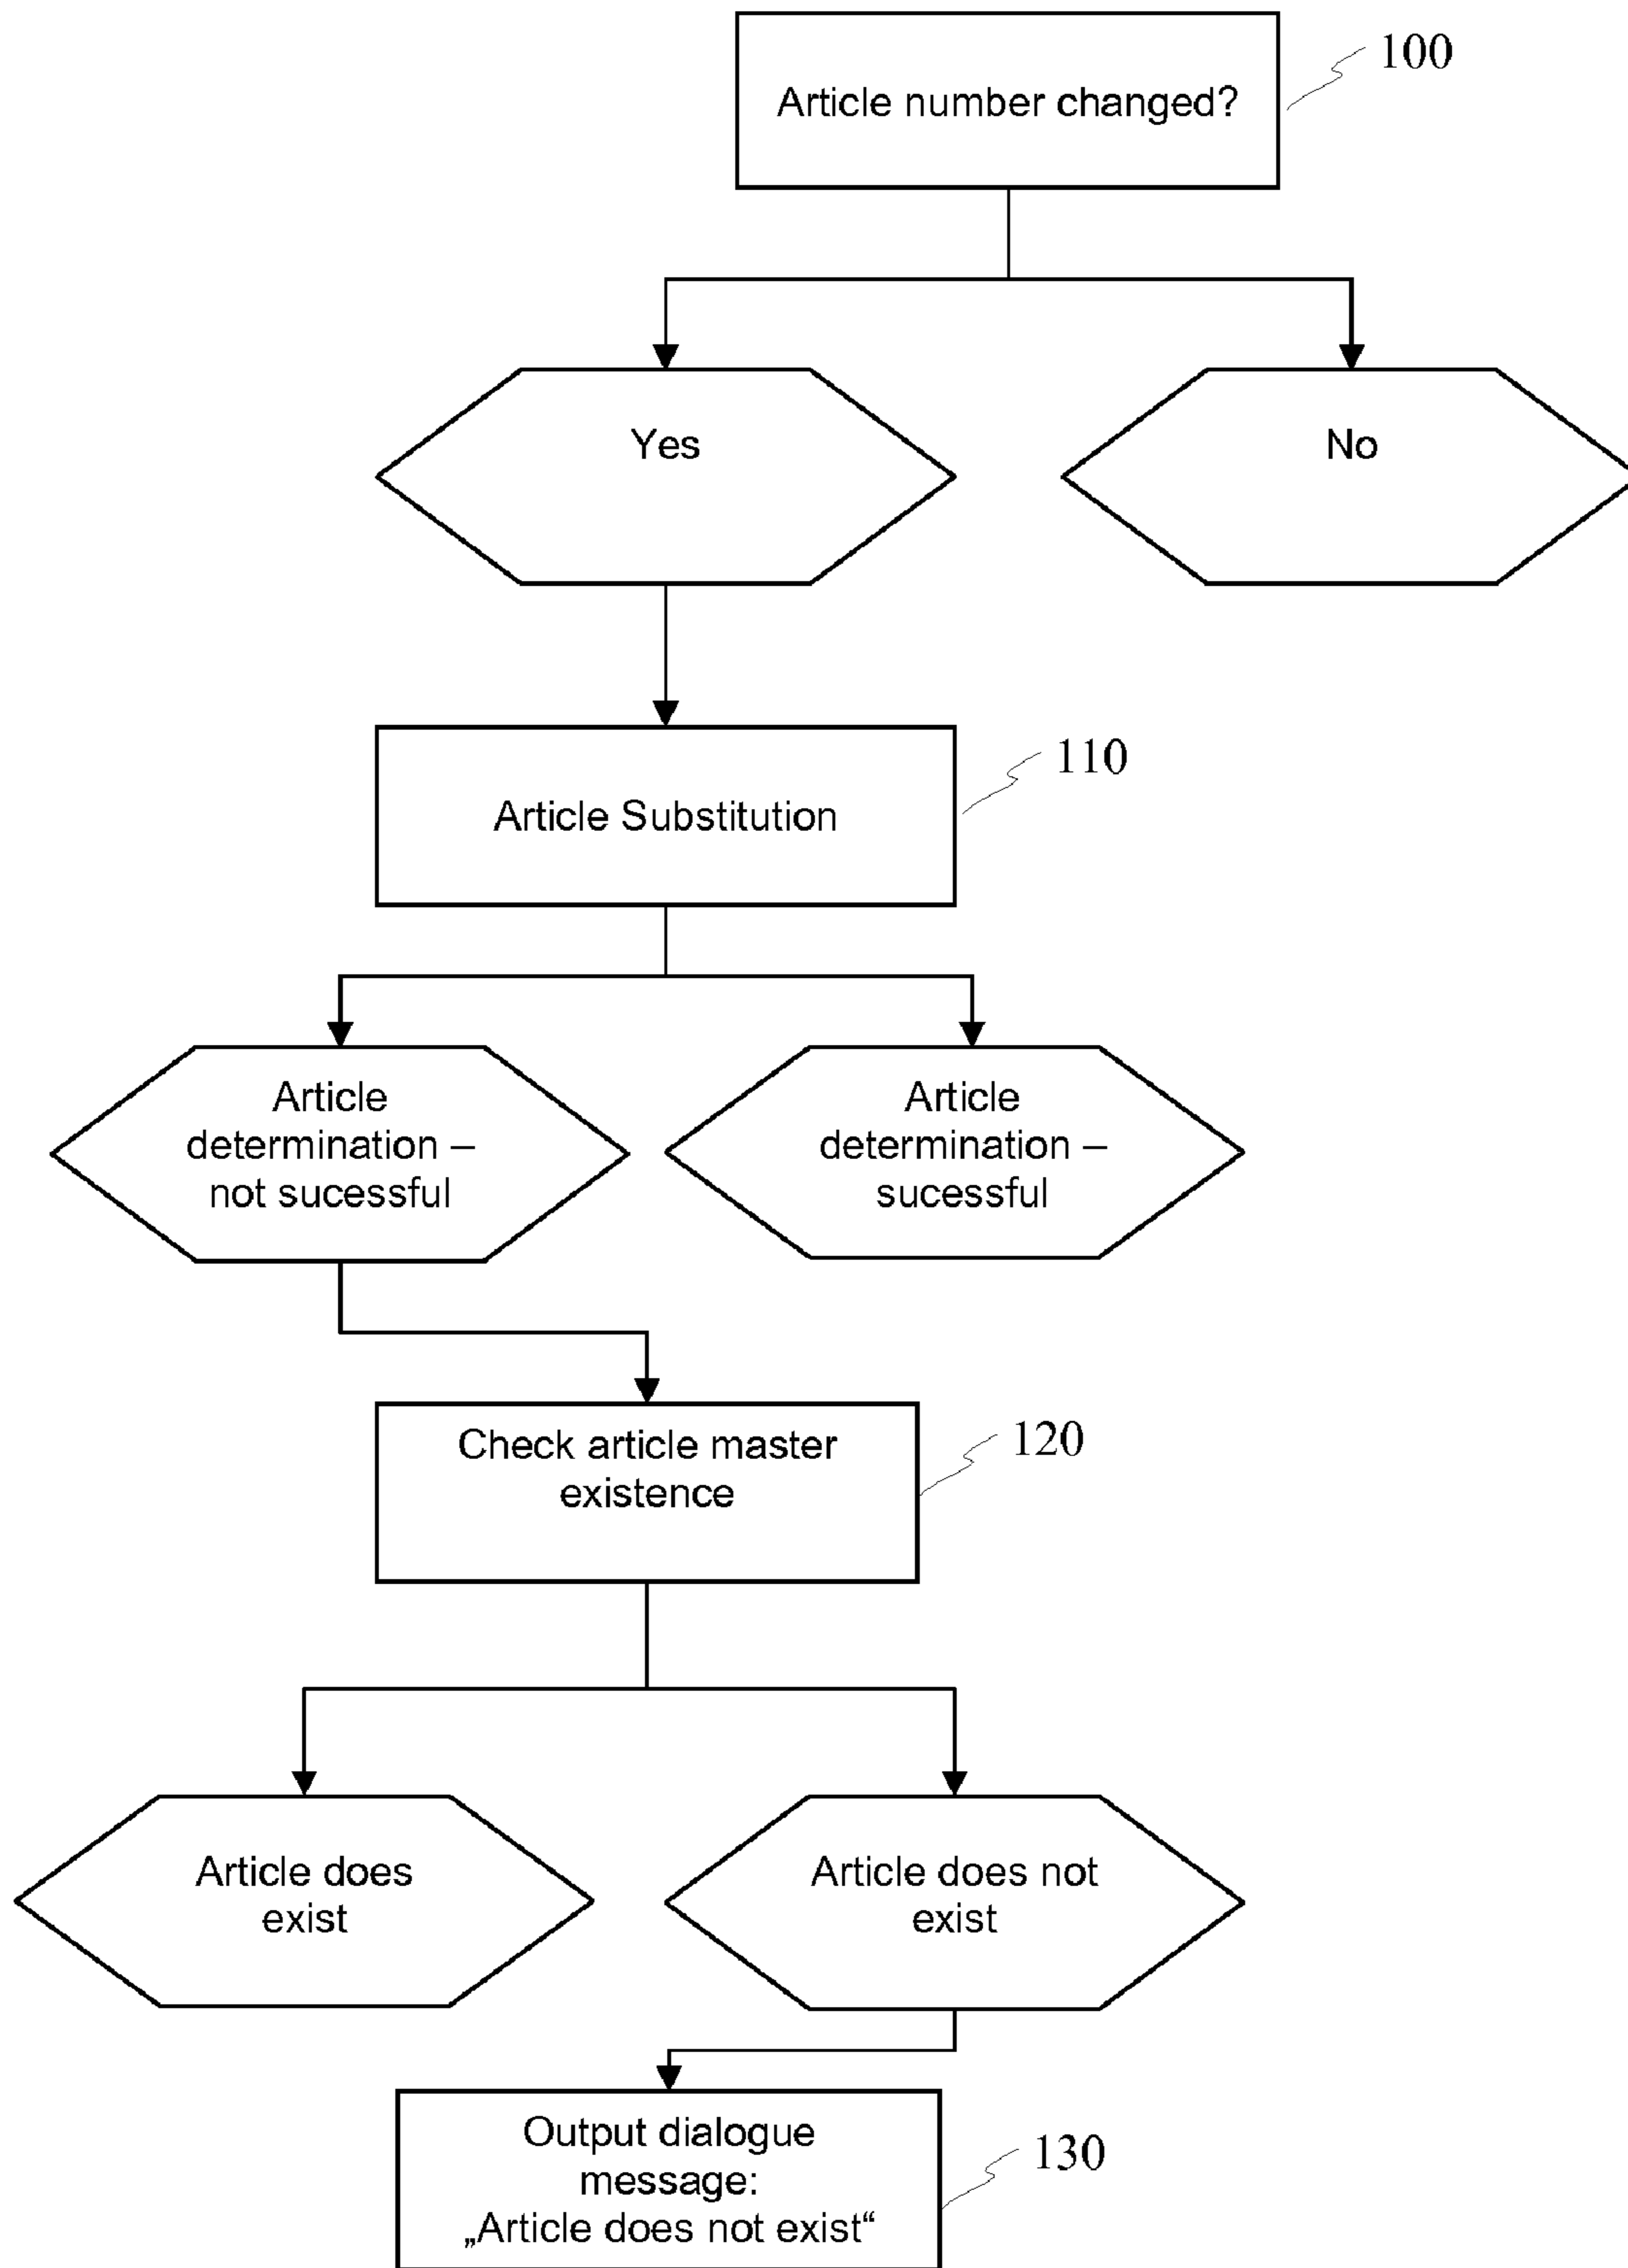 100
Article number changed?
Yes
No
110
Article Substitution
Article
determination –
not sucessful
Article
determination –
sucessful
120
Check article master
existence
Article does
exist
Article does not
exist
130
Output dialogue
message:
„Article does not exist“